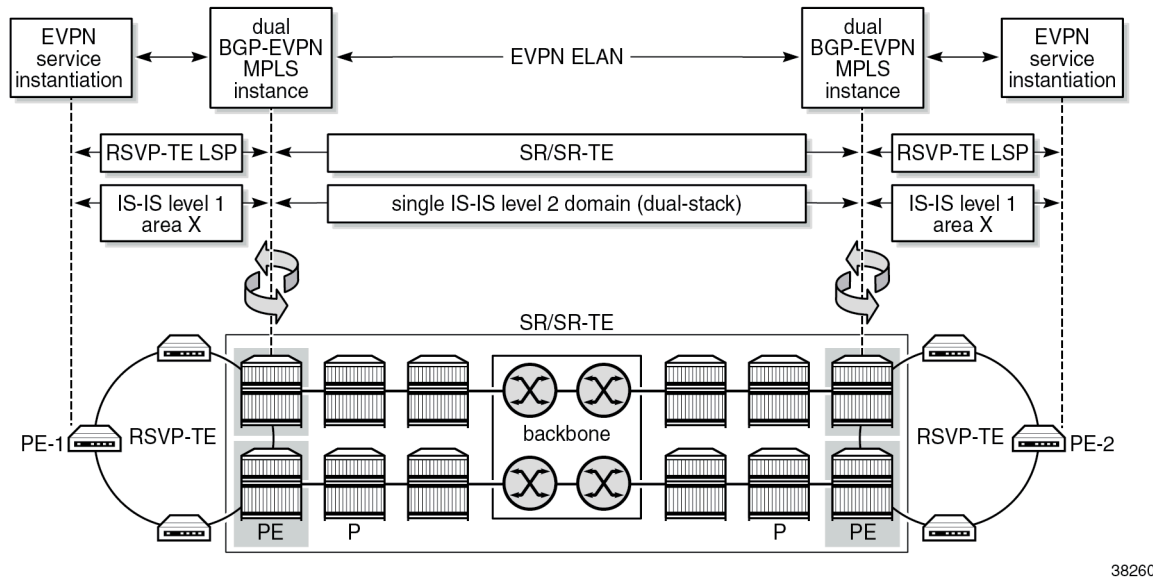 EVPN
service
instantiation
dual
BGP-EVPN
MPLS
instance
EVPN ELAN
dual
BGP-EVPN
MPLS
instance
EVPN
service
instantiation
RSVP-TE LSP
SR/SR-TE
RSVP-TE LSP
IS-IS level 1
area X
single IS-IS level 2 domain (dual-stack)
IS-IS level 1
area X
SR/SR-TE
PE-1
RSVP-TE
backbone
RSVP-TE
PE-2
PE
P
P
PE
38260